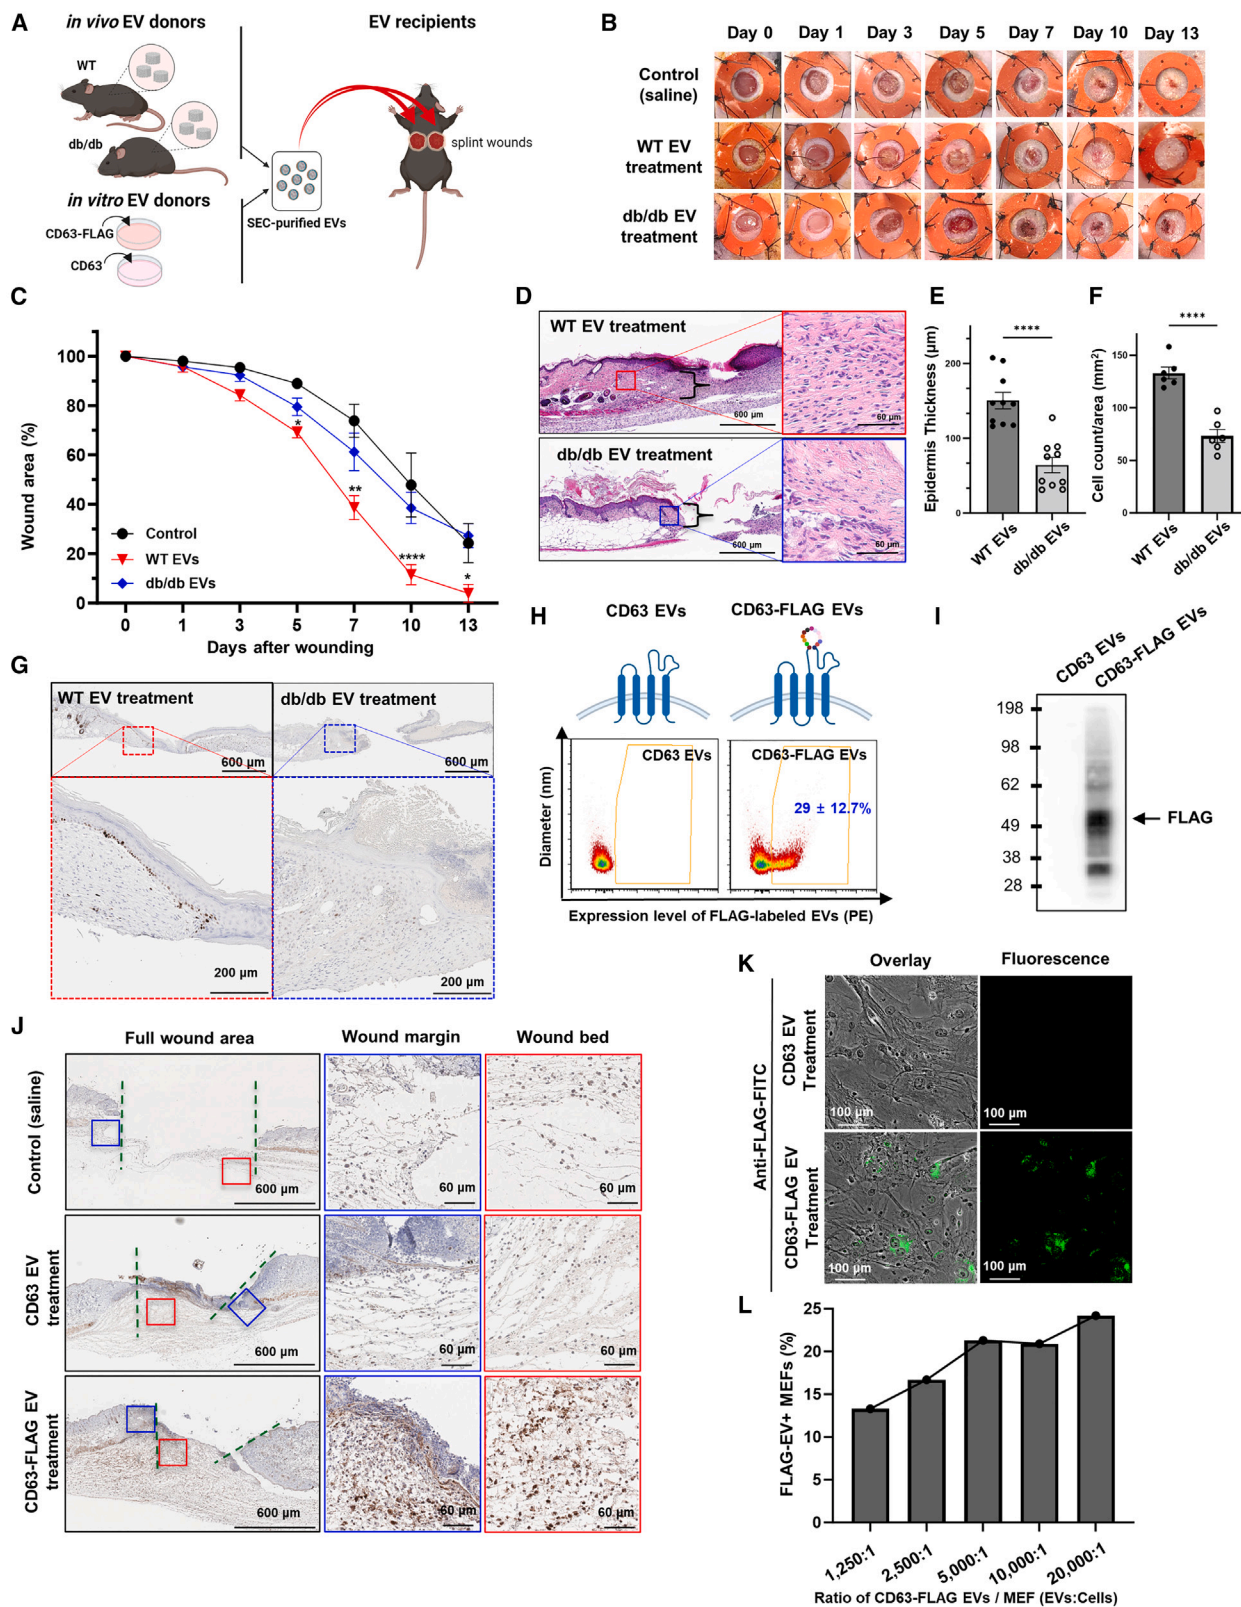 A
in vivo EV donors
WT
db/db
in vitro EV donors
CD63-FLAG
CD63
SEC-purified EVs
EV recipients
splint wounds
B
Day 0 Day 1 Day 3 Day 5 Day 7 Day 10 Day 13
Control
(saline)
WT EV
treatment
db/db EV
treatment
C
Wound area (%)
100
80
60
40
20
0
Control
WT EVs
db/db EVs
*
**
****
*
0 1 3 5 7 10 13
Days after wounding
D
WT EV treatment
600 µm
60 µm
db/db EV treatment
600 µm
60 µm
E
Epidermis Thickness (µm)
****
200
100
0
WT EVs
db/db EVs
F
Cell count/area (mm²)
****
150
100
50
0
WT EVs
db/db EVs
G
WT EV treatment
600 µm
db/db EV treatment
600 µm
200 µm
200 µm
H
CD63 EVs
CD63-FLAG EVs
Diameter (nm)
CD63 EVs
CD63-FLAG EVs
29 ± 12.7%
Expression level of FLAG-labeled EVs (PE)
I
CD63 EVs
CD63-FLAG EVs
198
98
62
49
38
28
FLAG
J
Full wound area
Wound margin
Wound bed
Control (saline)
600 µm
60 µm
60 µm
CD63 EV
treatment
600 µm
60 µm
60 µm
CD63-FLAG EV
treatment
600 µm
60 µm
60 µm
K
Overlay
Fluorescence
Anti-FLAG-FITC
CD63 EV
Treatment
100 µm
100 µm
CD63-FLAG EV
Treatment
100 µm
100 µm
L
FLAG-EV+ MEFs (%)
25
20
15
10
5
0
1,250:1
2,500:1
5,000:1
10,000:1
20,000:1
Ratio of CD63-FLAG EVs / MEF (EVs:Cells)